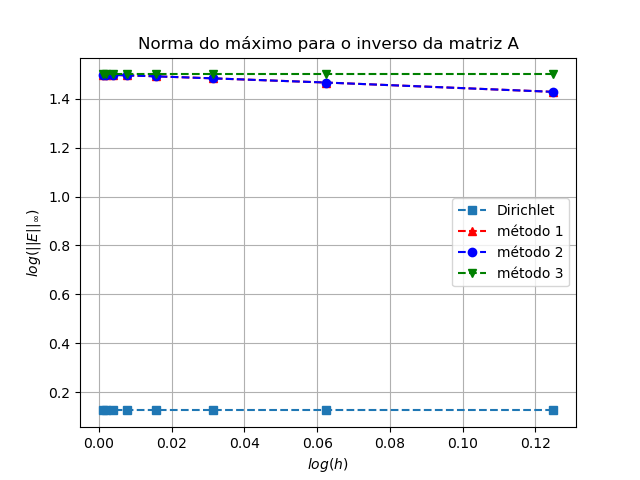 Norma do máximo para o inverso da matriz A
log(||E||∞)
1.4
1.2
1.0
0.8
0.6
0.4
0.2
Dirichlet
método 1
método 2
método 3
0.00 0.02 0.04 0.06 0.08 0.10 0.12
log(h)